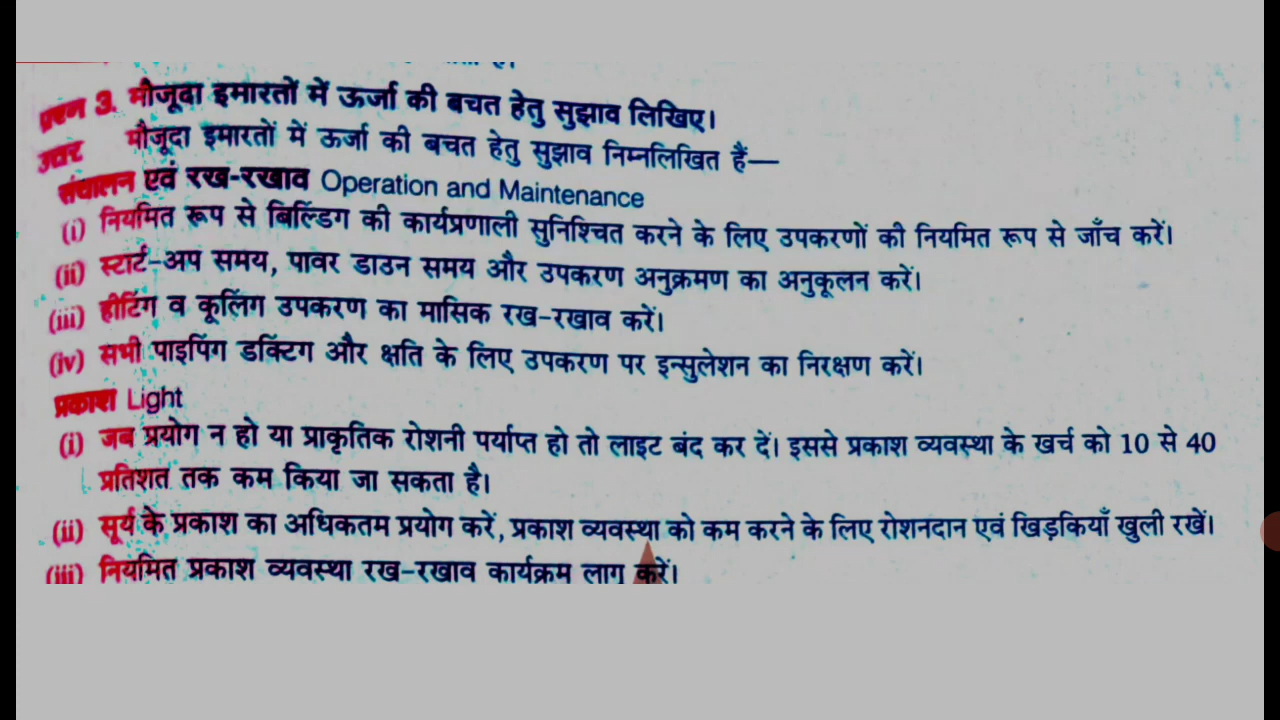 प्रश्न 3. मौजूदा इमारतों में ऊर्जा की बचत हेतु सुझाव लिखिए।
उत्तर मौजूदा इमारतों में ऊर्जा की बचत हेतु सुझाव निम्नलिखित हैं—
संचालन एवं रख-रखाव Operation and Maintenance
(i) नियमित रूप से बिल्डिंग की कार्यप्रणाली सुनिश्चित करने के लिए उपकरणों की नियमित रूप से जाँच करें।
(ii) स्टार्ट-अप समय, पावर डाउन समय और उपकरण अनुक्रमण का अनुकूलन करें।
(iii) हीटिंग व कूलिंग उपकरण का मासिक रख-रखाव करें।
(iv) सभी पाइपिंग डक्टिंग और क्षति के लिए उपकरण पर इन्सुलेशन का निरक्षण करें।
प्रकाश Light
(i) जब प्रयोग न हो या प्राकृतिक रोशनी पर्याप्त हो तो लाइट बंद कर दें। इससे प्रकाश व्यवस्था के खर्च को 10 से 40
प्रतिशत तक कम किया जा सकता है।
(ii) सूर्य के प्रकाश का अधिकतम प्रयोग करें, प्रकाश व्यवस्था को कम करने के लिए रोशनदान एवं खिड़कियाँ खुली रखें।
(iii) नियमित प्रकाश व्यवस्था रख-रखाव कार्यक्रम लागू करें।